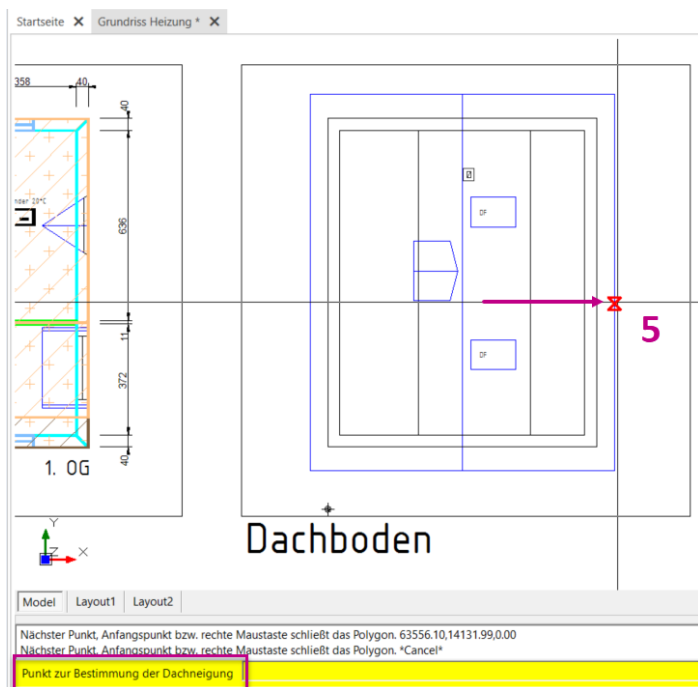 Startseite X Grundriss Heizung * X
358
40
40
636
11
372
40
nder 20°C
1. OG
DF
DF
5
Dachboden
Y
Z
X
Model Layout1 Layout2
Nächster Punkt, Anfangspunkt bzw. rechte Maustaste schließt das Polygon. 63556.10,14131.99,0.00
Nächster Punkt, Anfangspunkt bzw. rechte Maustaste schließt das Polygon. *Cancel*
Punkt zur Bestimmung der Dachneigung